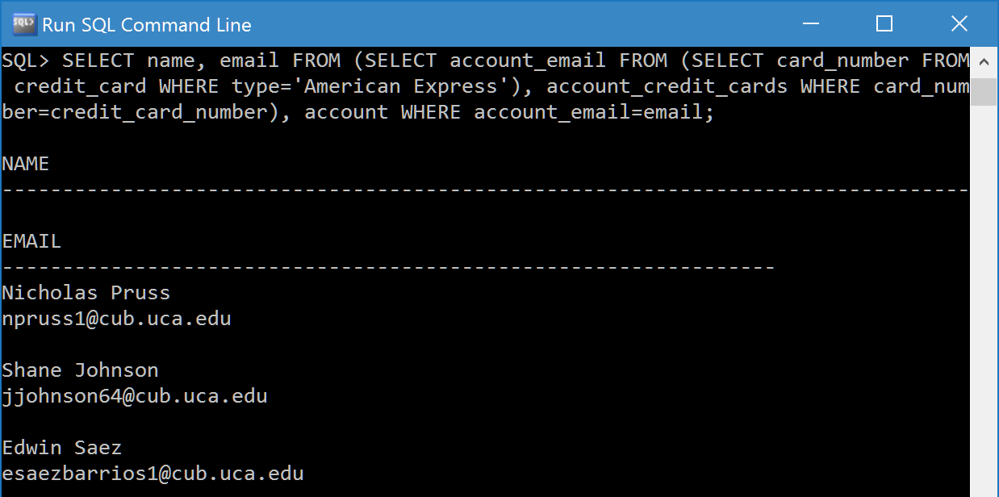 SQL> Run SQL Command Line
SQL> SELECT name, email FROM (SELECT account_email FROM (SELECT card_number FROM
 credit_card WHERE type='American Express'), account_credit_cards WHERE card_num
ber=credit_card_number), account WHERE account_email=email;
NAME
--------------------------------------------------------------------------------
EMAIL
----------------------------------------------------------------
Nicholas Pruss
npruss1@cub.uca.edu
Shane Johnson
jjohnson64@cub.uca.edu
Edwin Saez
esaezbarrios1@cub.uca.edu